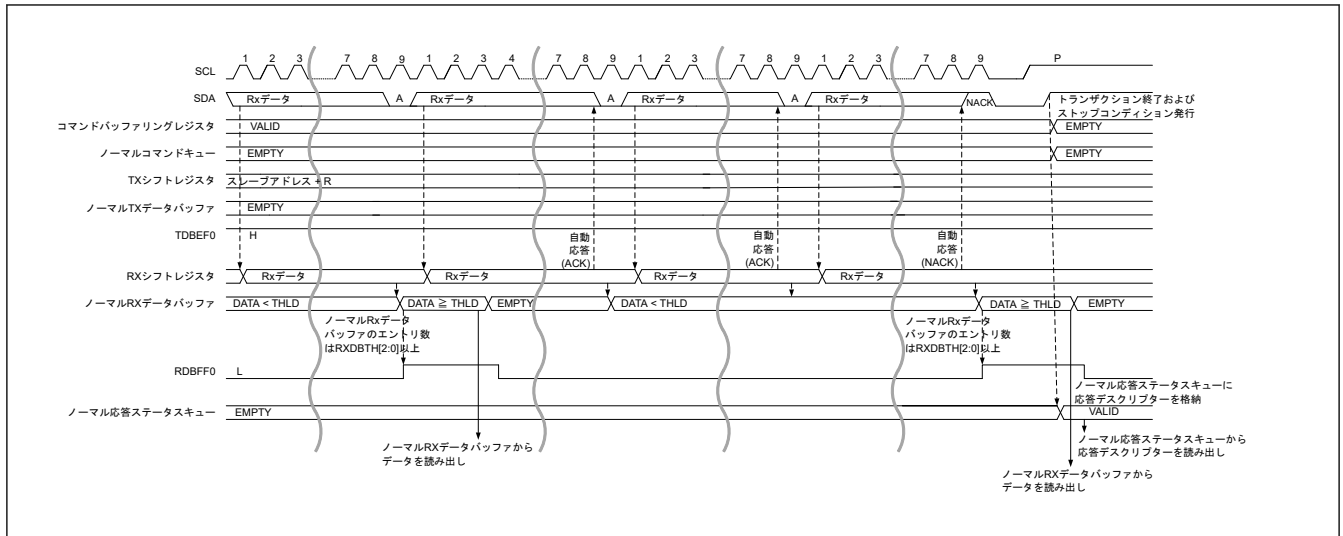 1 2 3 7 8 9 1 2 3 4 7 8 9 1 2 3 7 8 9 1 2 3 7 8 9 P
SCL
SDA Rxデータ A Rxデータ A Rxデータ A Rxデータ NACK トランザクション終了および
ストップコンディション発行
コマンドバッファリングレジスタ VALID EMPTY
ノーマルコマンドキュー EMPTY EMPTY
TXシフトレジスタ スレーブアドレス + R
ノーマルTXデータバッファ EMPTY
TDBEF0 H 自動 自動 自動
応答 応答 応答
(ACK) (ACK) (NACK)
RXシフトレジスタ Rxデータ Rxデータ Rxデータ Rxデータ
ノーマルRXデータバッファ DATA < THLD DATA ≧ THLD EMPTY DATA < THLD DATA ≧ THLD EMPTY
ノーマルRxデータ ノーマルRxデータ
バッファのエントリ数 バッファのエントリ数
はRXDBTH[2:0]以上 はRXDBTH[2:0]以上
RDBFF0 L
ノーマル応答ステータスキューに
応答デスクリプターを格納
ノーマル応答ステータスキュー EMPTY VALID
ノーマル応答ステータスキューから
応答デスクリプターを読み出し
ノーマルRXデータバッファから
データを読み出し
ノーマルRXデータバッファから
データを読み出し